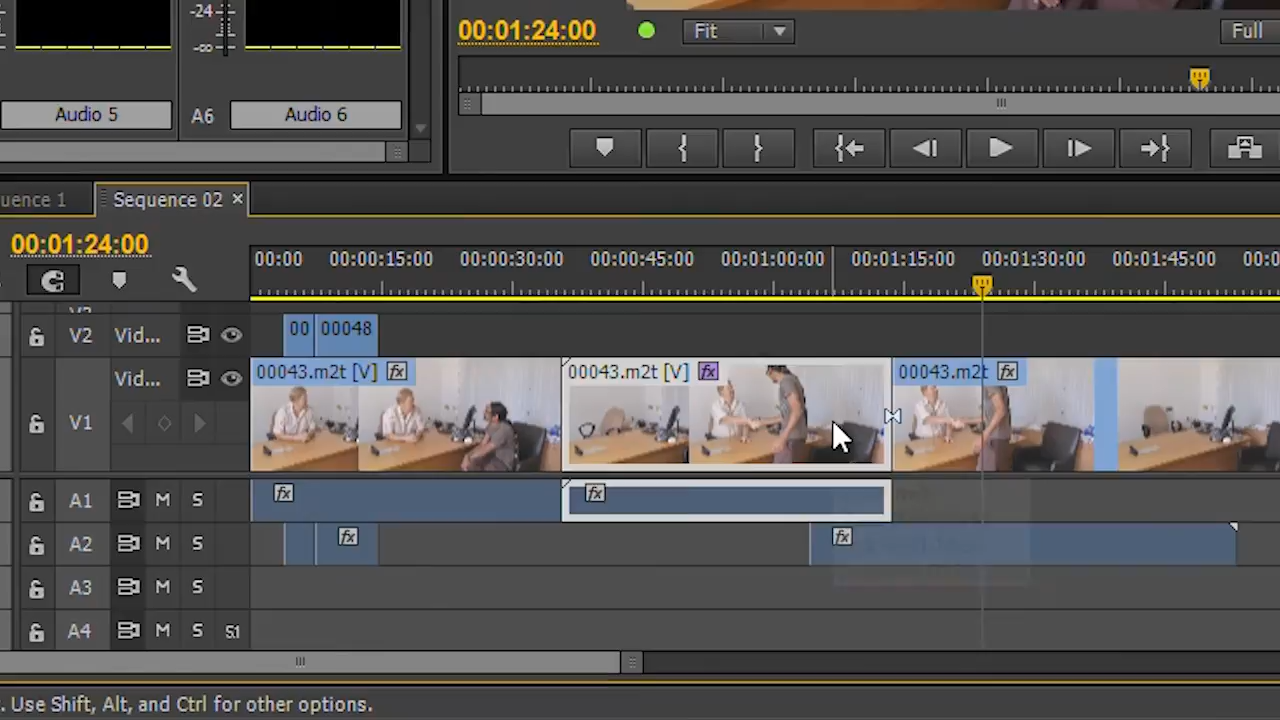 -24
-∞
00:01:24:00
Fit
Full
Audio 5
A6
Audio 6
uence 1
Sequence 02 ×
00:01:24:00
00:00
00:00:15:00
00:00:30:00
00:00:45:00
00:01:00:00
00:01:15:00
00:01:30:00
00:01:45:00
00:0
V2
Vid...
00
00048
Vid...
00043.m2t [V] fx
00043.m2t [V] fx
00043.m2t fx
V1
A1
M
S
fx
fx
A2
M
S
fx
fx
A3
M
S
A4
M
S
S1
. Use Shift, Alt, and Ctrl for other options.